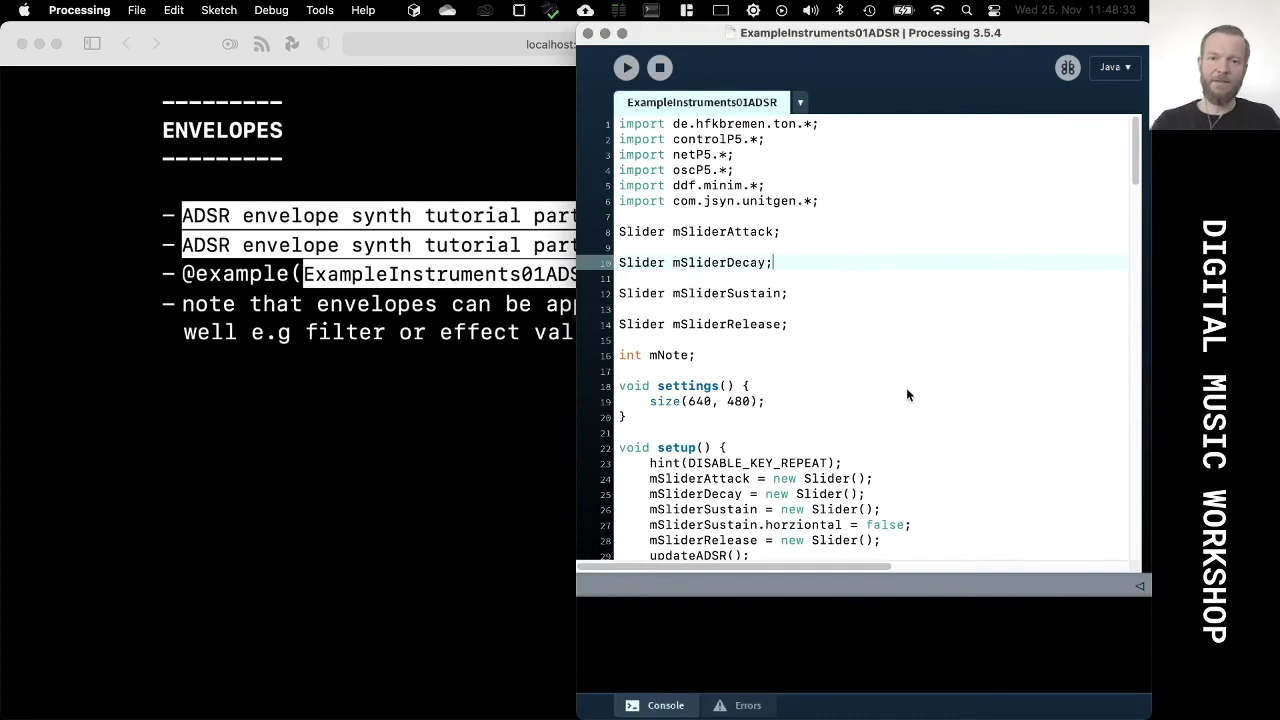 Processing File Edit Sketch Debug Tools Help Wed 25. Nov 11:48:33
localhost:
ExampleInstruments01ADSR | Processing 3.5.4
Java ▾
ExampleInstruments01ADSR
---------
ENVELOPES
---------
– ADSR envelope synth tutorial part
– ADSR envelope synth tutorial part
– @example(ExampleInstruments01ADS
– note that envelopes can be app
well e.g filter or effect val
1 import de.hfkbremen.ton.*;
2 import controlP5.*;
3 import netP5.*;
4 import oscP5.*;
5 import ddf.minim.*;
6 import com.jsyn.unitgen.*;
7
8 Slider mSliderAttack;
9
10 Slider mSliderDecay;
11
12 Slider mSliderSustain;
13
14 Slider mSliderRelease;
15
16 int mNote;
17
18 void settings() {
19 size(640, 480);
20 }
21
22 void setup() {
23 hint(DISABLE_KEY_REPEAT);
24 mSliderAttack = new Slider();
25 mSliderDecay = new Slider();
26 mSliderSustain = new Slider();
27 mSliderSustain.horziontal = false;
28 mSliderRelease = new Slider();
29 updateADSR();
Console Errors
DIGITAL MUSIC WORKSHOP